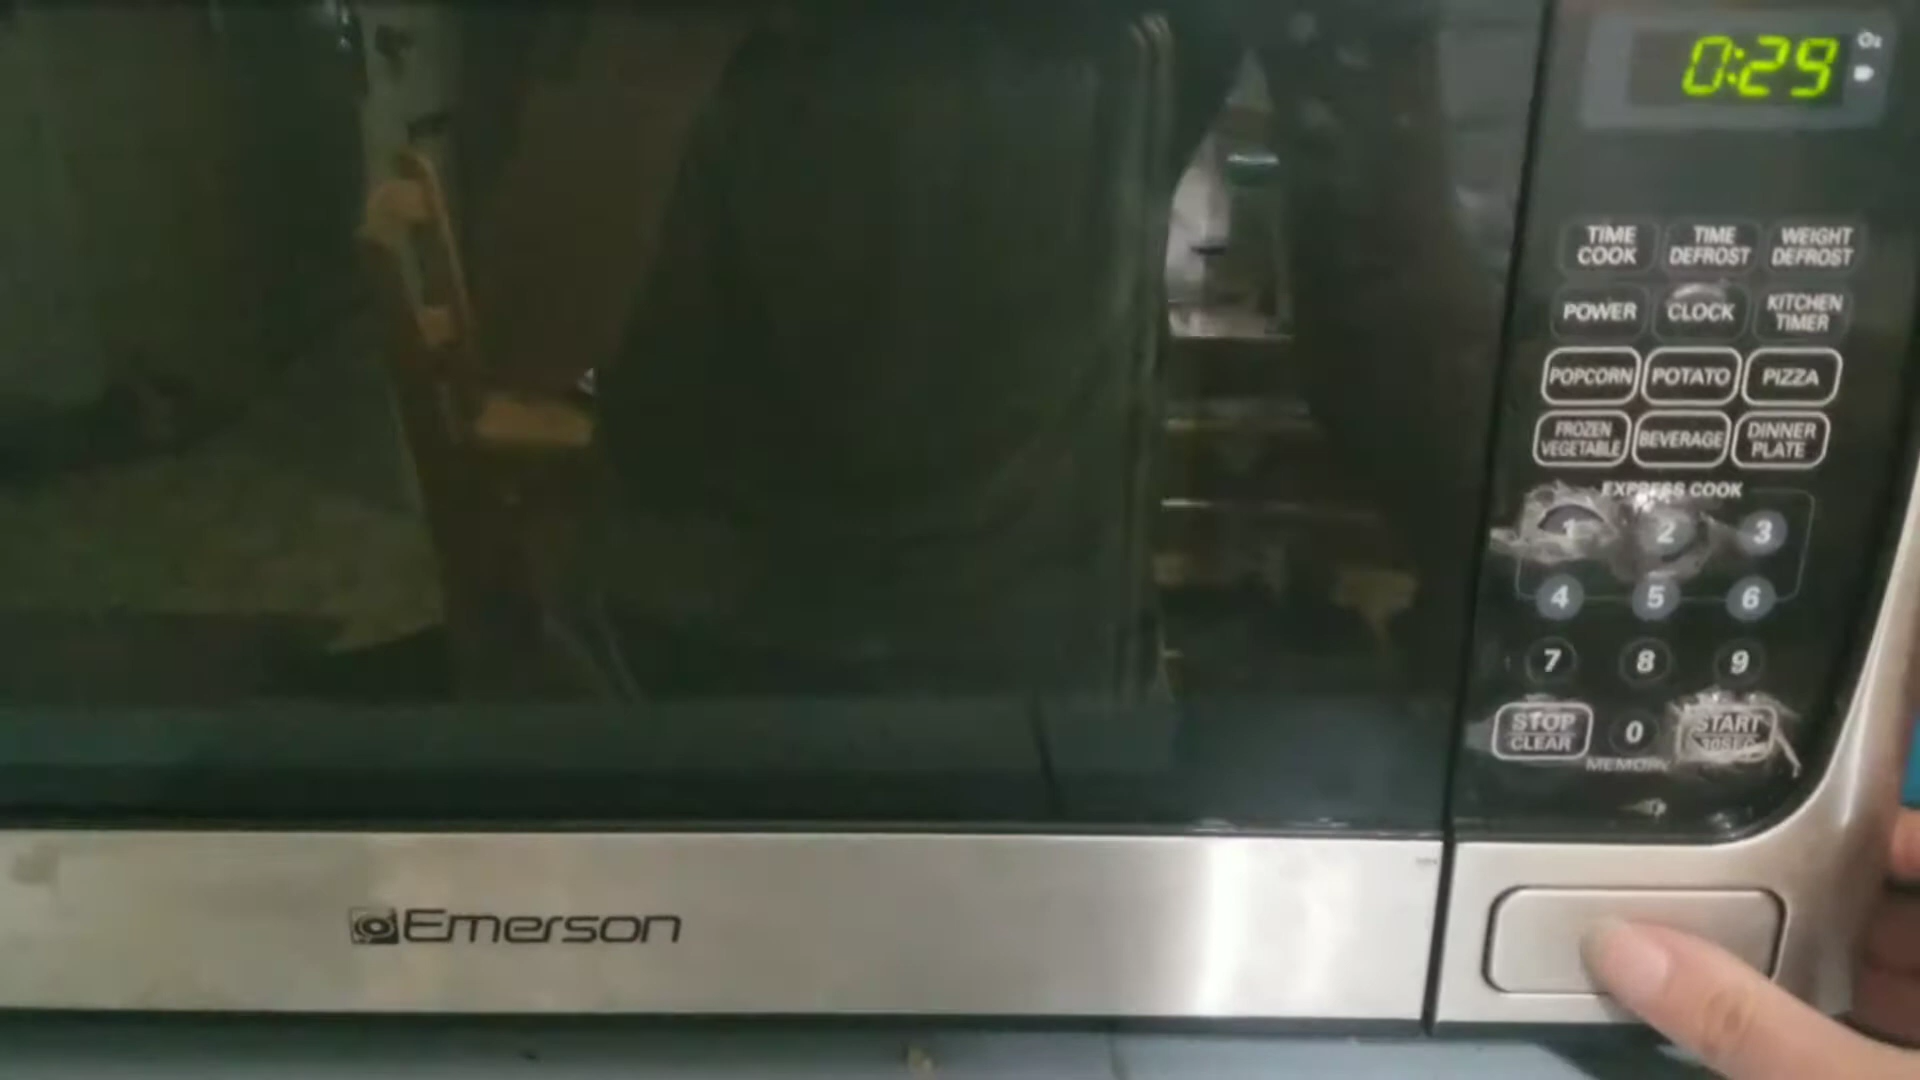 0:29
TIME COOK
TIME DEFROST
WEIGHT DEFROST
POWER
CLOCK
KITCHEN TIMER
POPCORN
POTATO
PIZZA
FROZEN VEGETABLE
BEVERAGE
DINNER PLATE
EXPRESS COOK
1 2 3
4 5 6
7 8 9
STOP CLEAR
0
START
MEMORY
Emerson